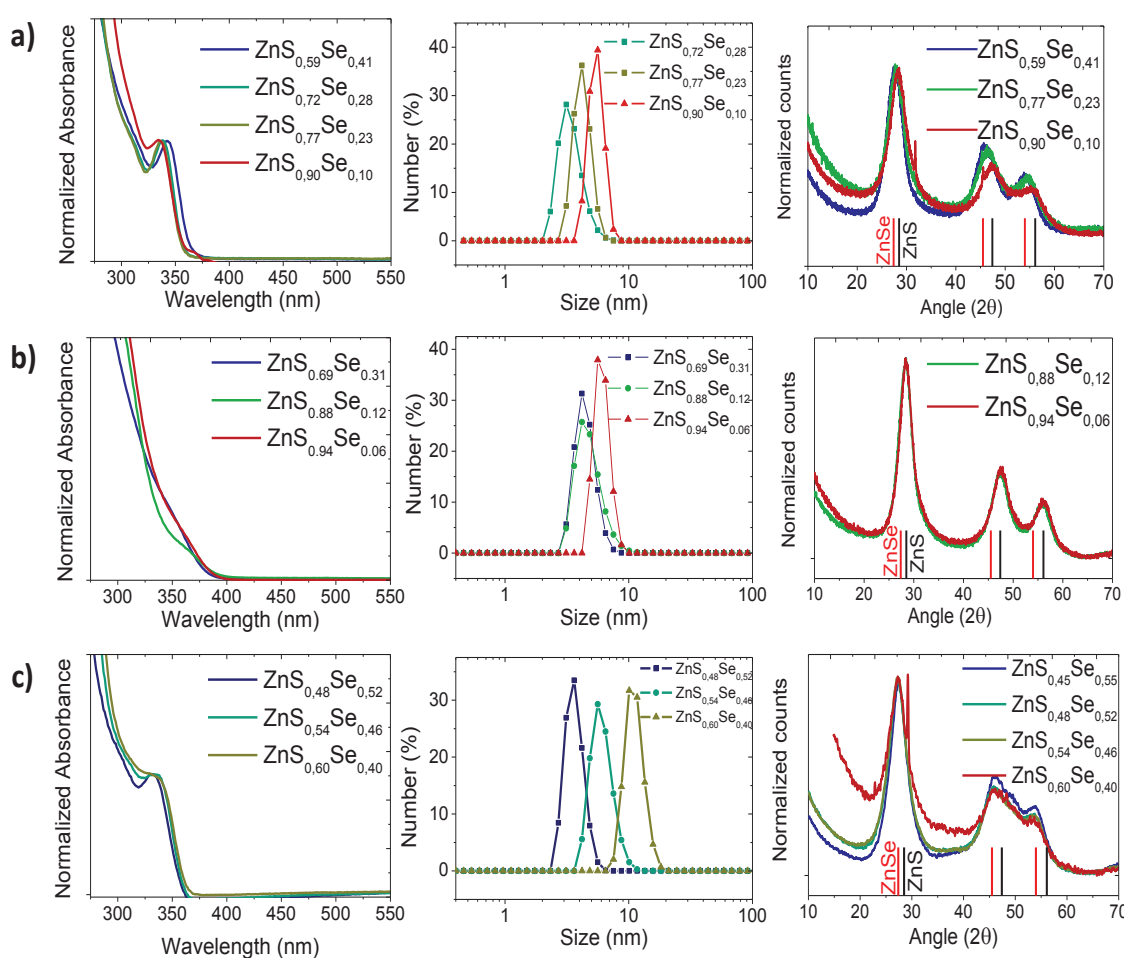 a)
Normalized Absorbance
ZnS0,59Se0,41
ZnS0,72Se0,28
ZnS0,77Se0,23
ZnS0,90Se0,10
300 350 400 450 500 550
Wavelength (nm)
Number (%)
40
30
20
10
0
ZnS0,72Se0,28
ZnS0,77Se0,23
ZnS0,90Se0,10
1 10 100
Size (nm)
Normalized counts
ZnS0,59Se0,41
ZnS0,77Se0,23
ZnS0,90Se0,10
ZnSe
ZnS
10 20 30 40 50 60 70
Angle (2θ)
b)
Normalized Absorbance
ZnS0.69Se0.31
ZnS0.88Se0.12
ZnS0.94Se0.06
300 350 400 450 500 550
Wavelength (nm)
Number (%)
40
30
20
10
0
ZnS0.69Se0.31
ZnS0.88Se0.12
ZnS0.94Se0.06
1 10 100
Size (nm)
Normalized counts
ZnS0,88Se0,12
ZnS0,94Se0,06
ZnSe
ZnS
10 20 30 40 50 60 70
Angle (2θ)
c)
Normalized Absorbance
ZnS0,48Se0,52
ZnS0,54Se0,46
ZnS0,60Se0,40
300 350 400 450 500 550
Wavelength (nm)
Number (%)
30
20
10
0
ZnS0,48Se0,52
ZnS0,54Se0,46
ZnS0,60Se0,40
1 10 100
Size (nm)
Normalized counts
ZnS0,45Se0,55
ZnS0,48Se0,52
ZnS0,54Se0,46
ZnS0,60Se0,40
ZnSe
ZnS
10 20 30 40 50 60 70
Angle (2θ)